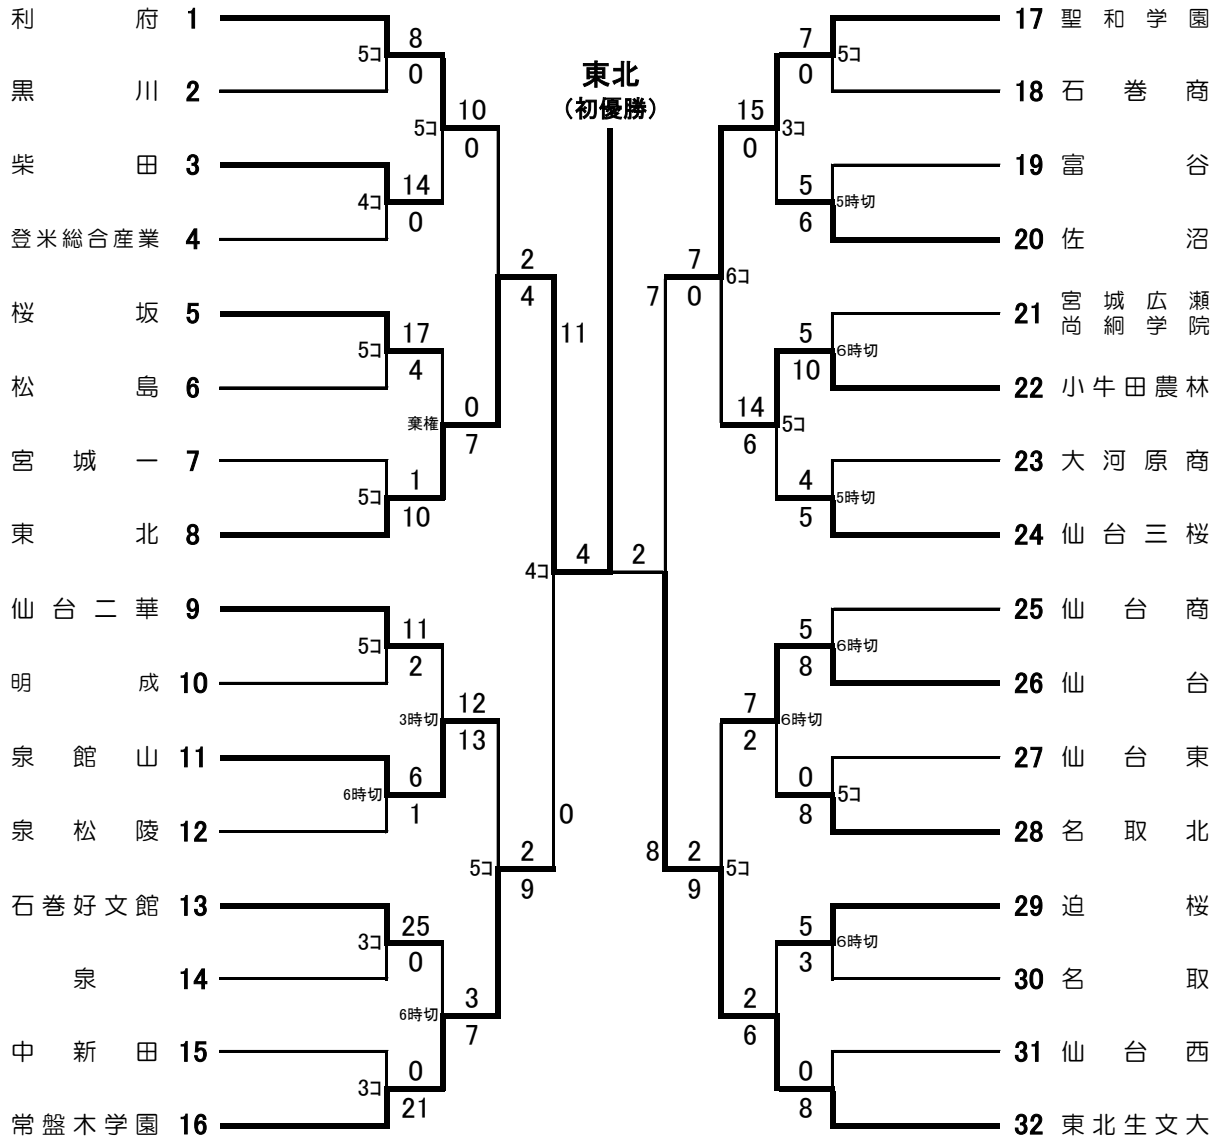 東北
(初優勝)
利府 1
黒川 2
柴田 3
登米総合産業 4
桜坂 5
松島 6
宮城一 7
東北 8
仙台二華 9
明成 10
泉館山 11
泉松陵 12
石巻好文館 13
泉 14
中新田 15
常盤木学園 16
5コ 8
0
4コ 14
0
5コ 17
4
5コ 1
10
5コ 11
2
6時切 6
1
3コ 25
0
3コ 0
21
5コ 10
0
棄権 0
7
3時切 12
13
6時切 3
7
2
4
5コ 2
9
11
4コ
0
4
2
7
8
7 6コ
0
2 5コ
9
15 3コ
0
14 5コ
6
7 6時切
2
2
6
7 5コ
0
5 5時切
6
5 6時切
10
4 5時切
5
5 6時切
8
0 5コ
8
5 6時切
3
0
8
17 聖和学園
18 石巻商
19 富谷
20 佐沼
21 宮城広瀬
尚絅学院
22 小牛田農林
23 大河原商
24 仙台三桜
25 仙台商
26 仙台
27 仙台東
28 名取北
29 迫桜
30 名取
31 仙台西
32 東北生文大